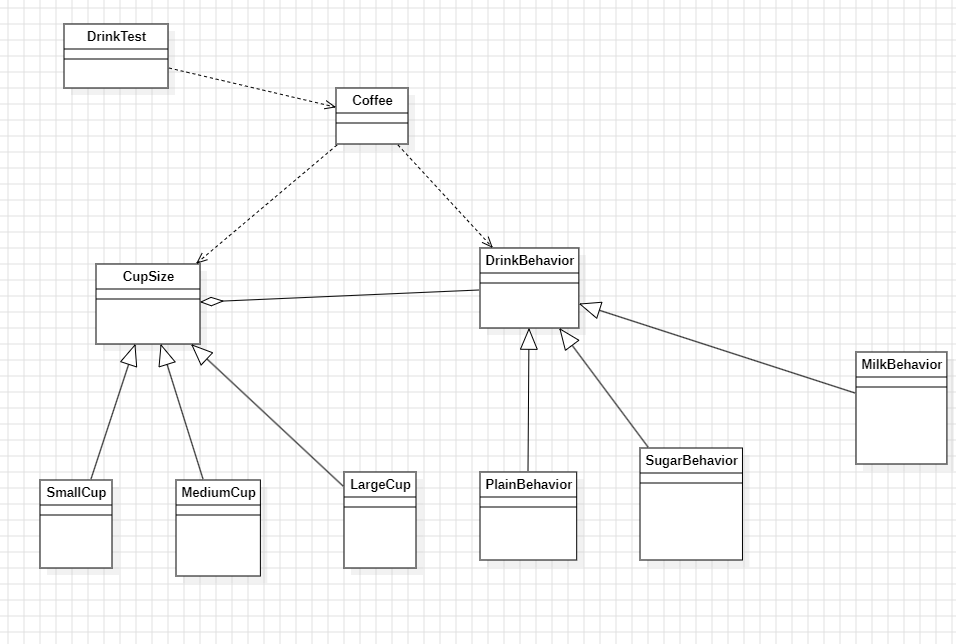 DrinkTest
Coffee
CupSize
DrinkBehavior
MilkBehavior
SmallCup
MediumCup
LargeCup
PlainBehavior
SugarBehavior